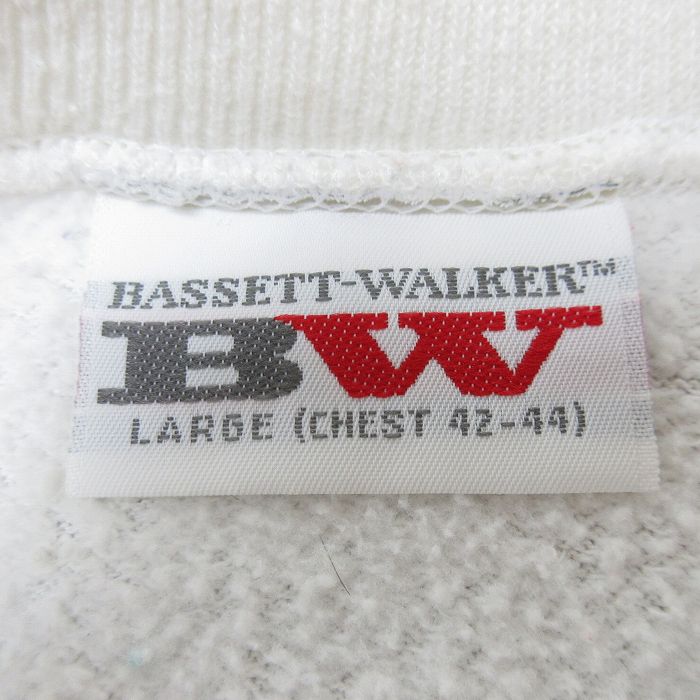 BASSETT-WALKER™
BW
LARGE (CHEST 42-44)